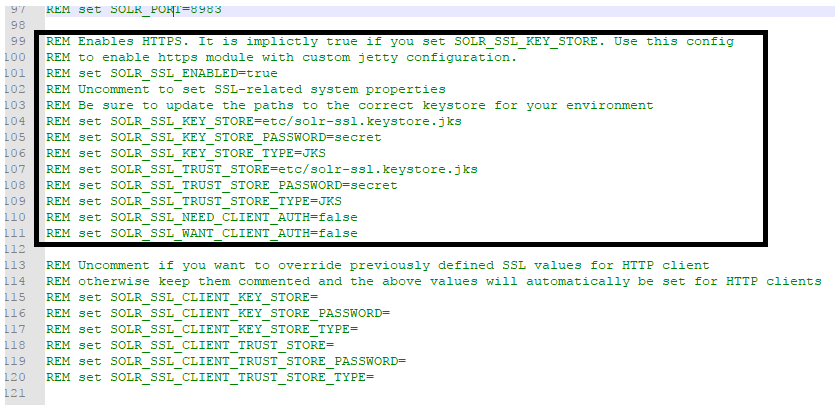 97 REM set SOLR_PORT=8983
98
99 REM Enables HTTPS. It is implictly true if you set SOLR_SSL_KEY_STORE. Use this config
100 REM to enable https module with custom jetty configuration.
101 REM set SOLR_SSL_ENABLED=true
102 REM Uncomment to set SSL-related system properties
103 REM Be sure to update the paths to the correct keystore for your environment
104 REM set SOLR_SSL_KEY_STORE=etc/solr-ssl.keystore.jks
105 REM set SOLR_SSL_KEY_STORE_PASSWORD=secret
106 REM set SOLR_SSL_KEY_STORE_TYPE=JKS
107 REM set SOLR_SSL_TRUST_STORE=etc/solr-ssl.keystore.jks
108 REM set SOLR_SSL_TRUST_STORE_PASSWORD=secret
109 REM set SOLR_SSL_TRUST_STORE_TYPE=JKS
110 REM set SOLR_SSL_NEED_CLIENT_AUTH=false
111 REM set SOLR_SSL_WANT_CLIENT_AUTH=false
112
113 REM Uncomment if you want to override previously defined SSL values for HTTP client
114 REM otherwise keep them commented and the above values will automatically be set for HTTP clients
115 REM set SOLR_SSL_CLIENT_KEY_STORE=
116 REM set SOLR_SSL_CLIENT_KEY_STORE_PASSWORD=
117 REM set SOLR_SSL_CLIENT_KEY_STORE_TYPE=
118 REM set SOLR_SSL_CLIENT_TRUST_STORE=
119 REM set SOLR_SSL_CLIENT_TRUST_STORE_PASSWORD=
120 REM set SOLR_SSL_CLIENT_TRUST_STORE_TYPE=
121